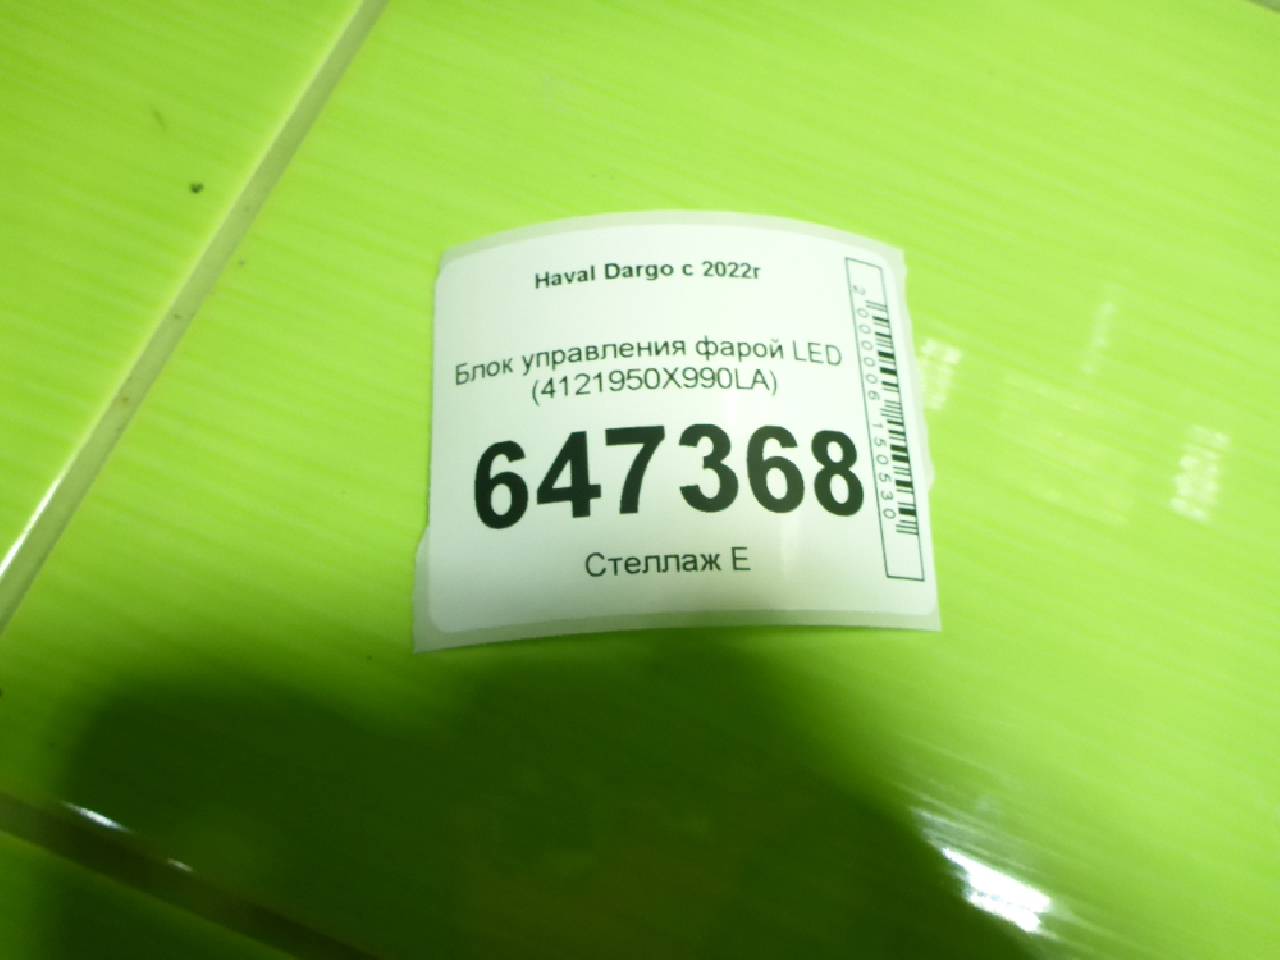 Haval Dargo с 2022г
Блок управления фарой LED
(4121950X990LA)
647368
Стеллаж E
2000006150530